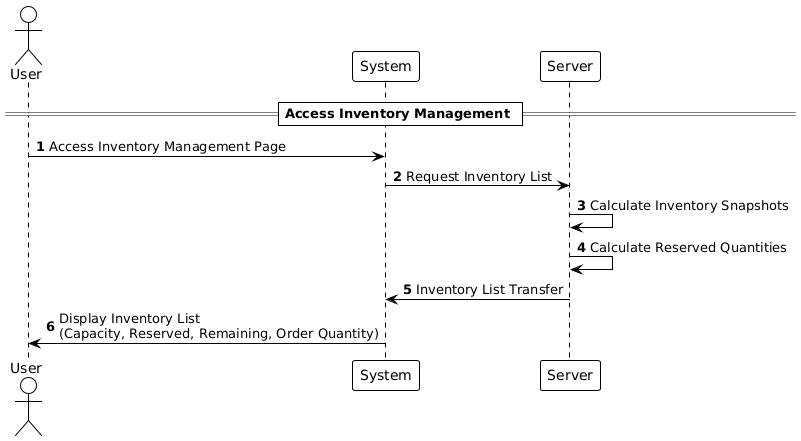 User
System
Server
Access Inventory Management
1 Access Inventory Management Page
2 Request Inventory List
3 Calculate Inventory Snapshots
4 Calculate Reserved Quantities
5 Inventory List Transfer
6 Display Inventory List
(Capacity, Reserved, Remaining, Order Quantity)
User
System
Server